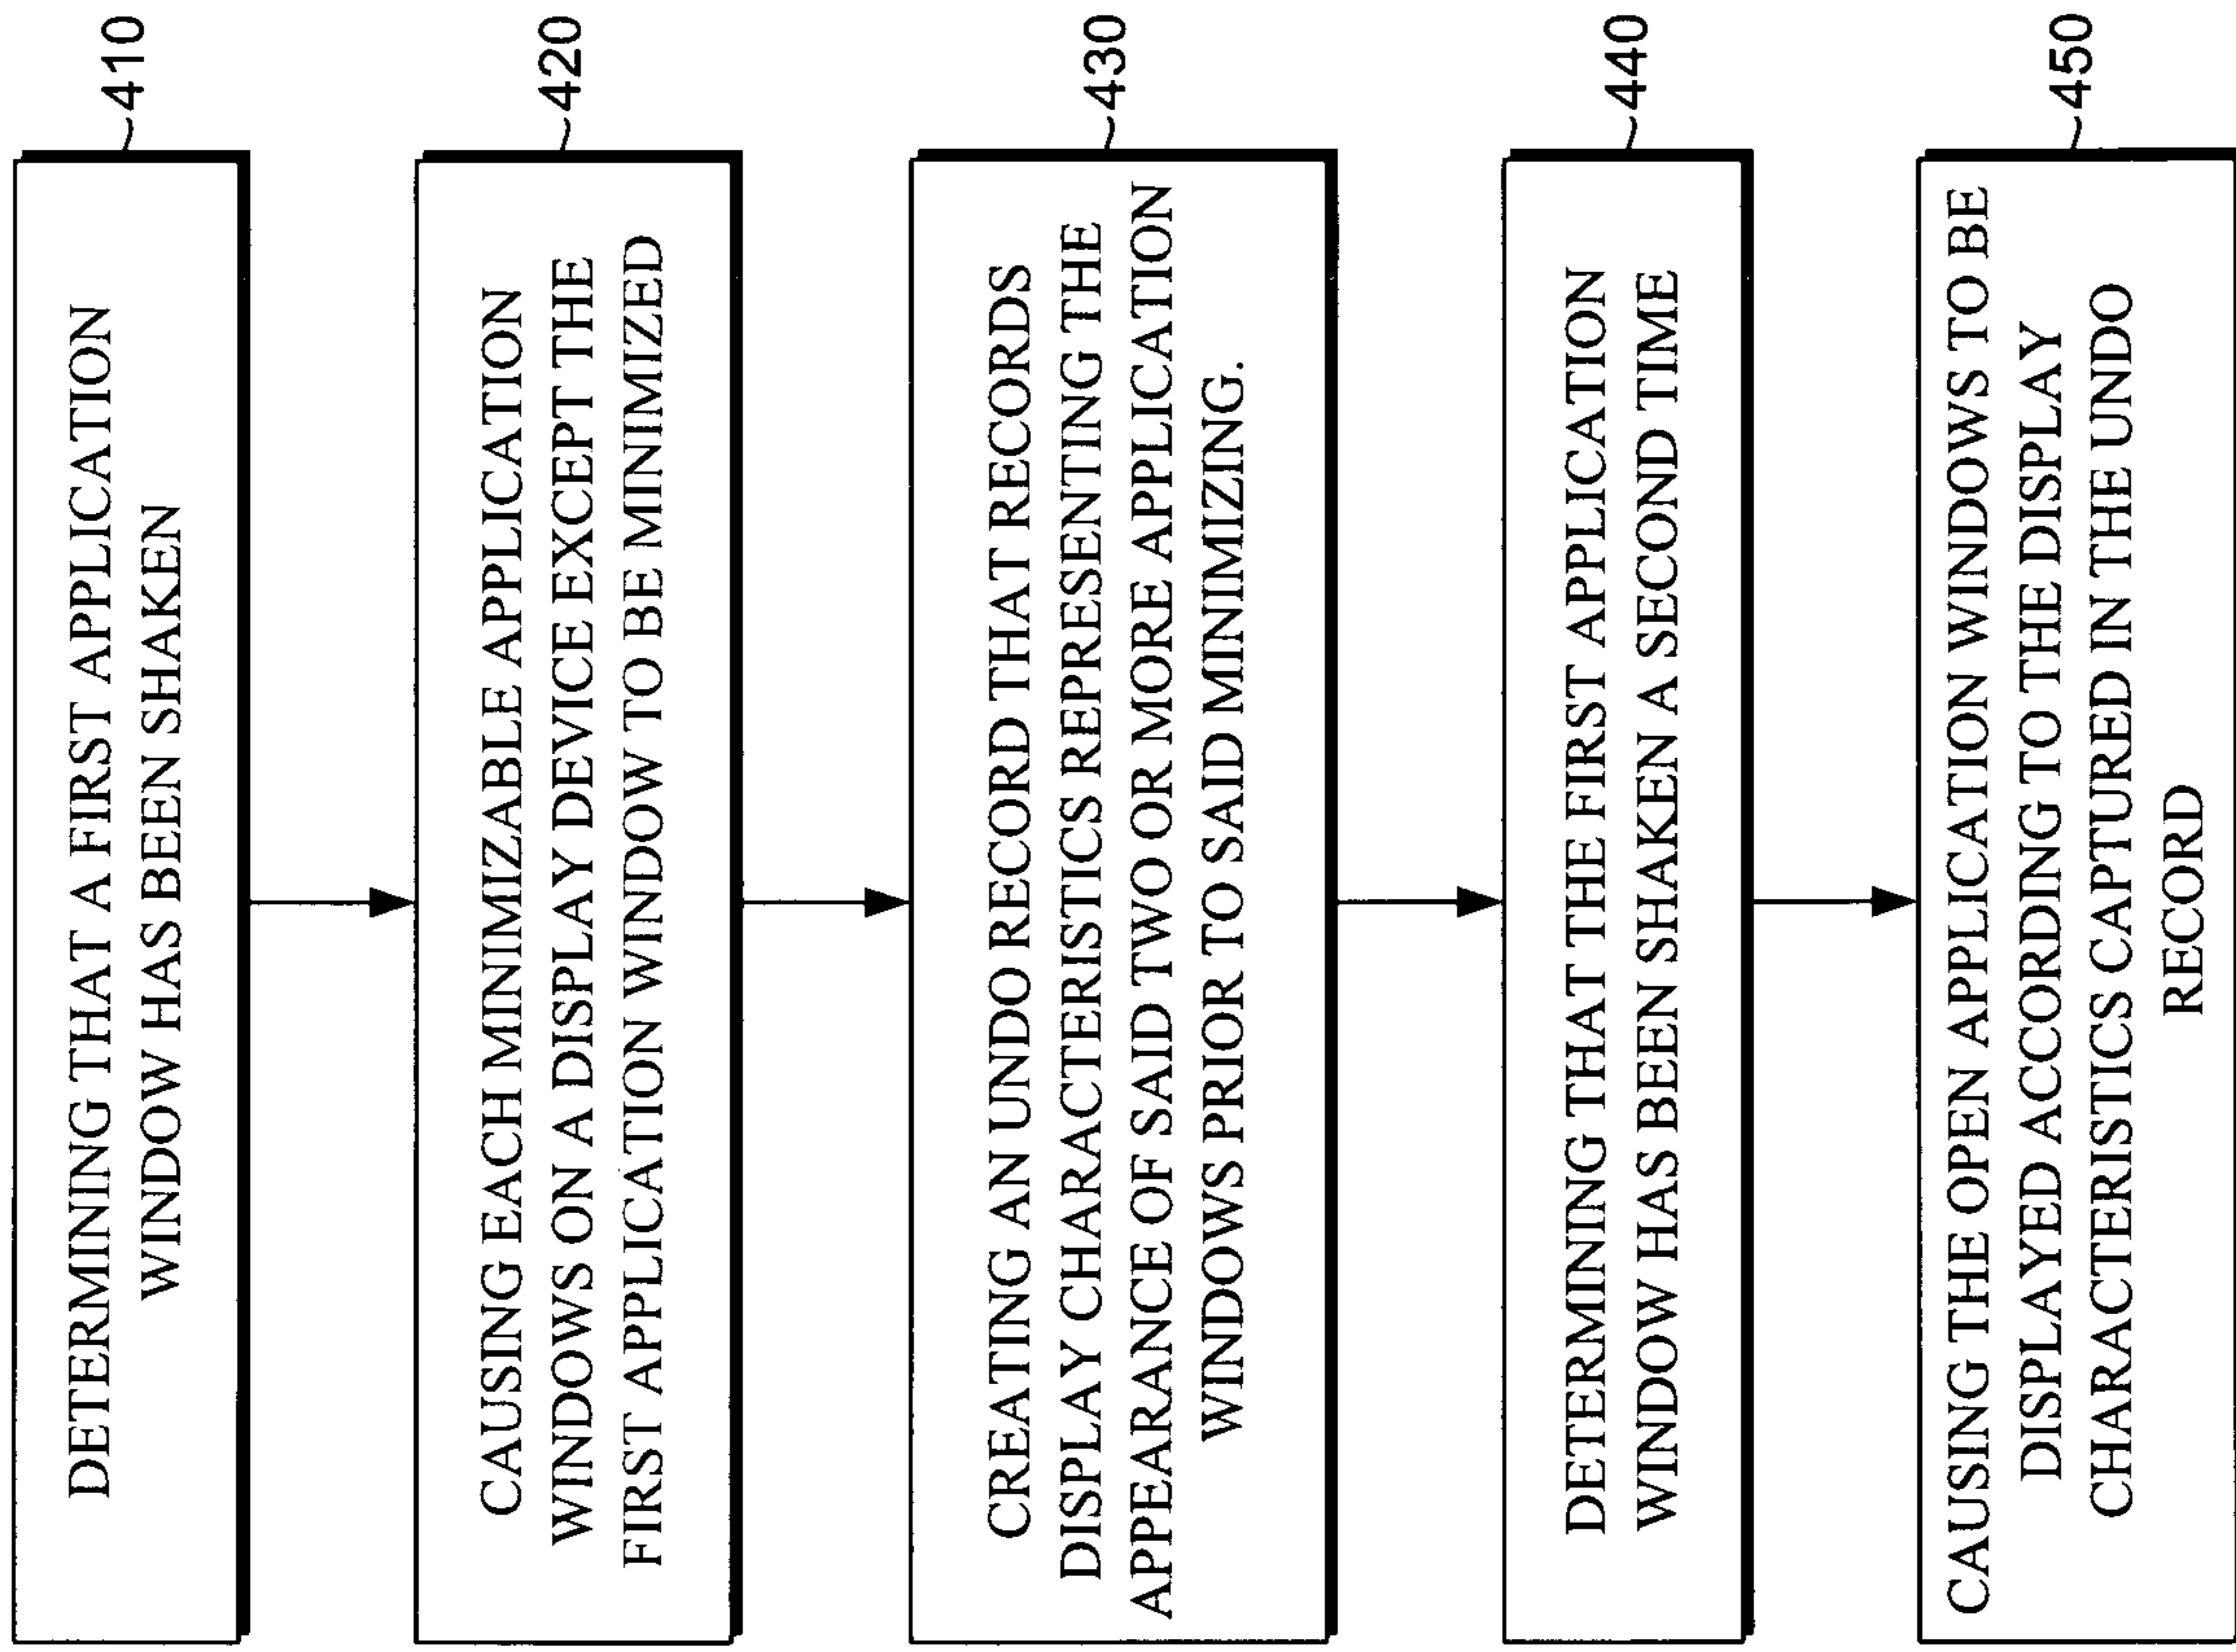 DETERMINING THAT A FIRST APPLICATION
WINDOW HAS BEEN SHAKEN
410
CAUSING EACH MINIMIZABLE APPLICATION
WINDOWS ON A DISPLAY DEVICE EXCEPT THE
FIRST APPLICATION WINDOW TO BE MINIMIZED
420
CREATING AN UNDO RECORD THAT RECORDS
DISPLAY CHARACTERISTICS REPRESENTING THE
APPEARANCE OF SAID TWO OR MORE APPLICATION
WINDOWS PRIOR TO SAID MINIMIZING.
430
DETERMINING THAT THE FIRST APPLICATION
WINDOW HAS BEEN SHAKEN A SECOND TIME
440
CAUSING THE OPEN APPLICATION WINDOWS TO BE
DISPLAYED ACCORDING TO THE DISPLAY
CHARACTERISTICS CAPTURED IN THE UNDO
RECORD
450